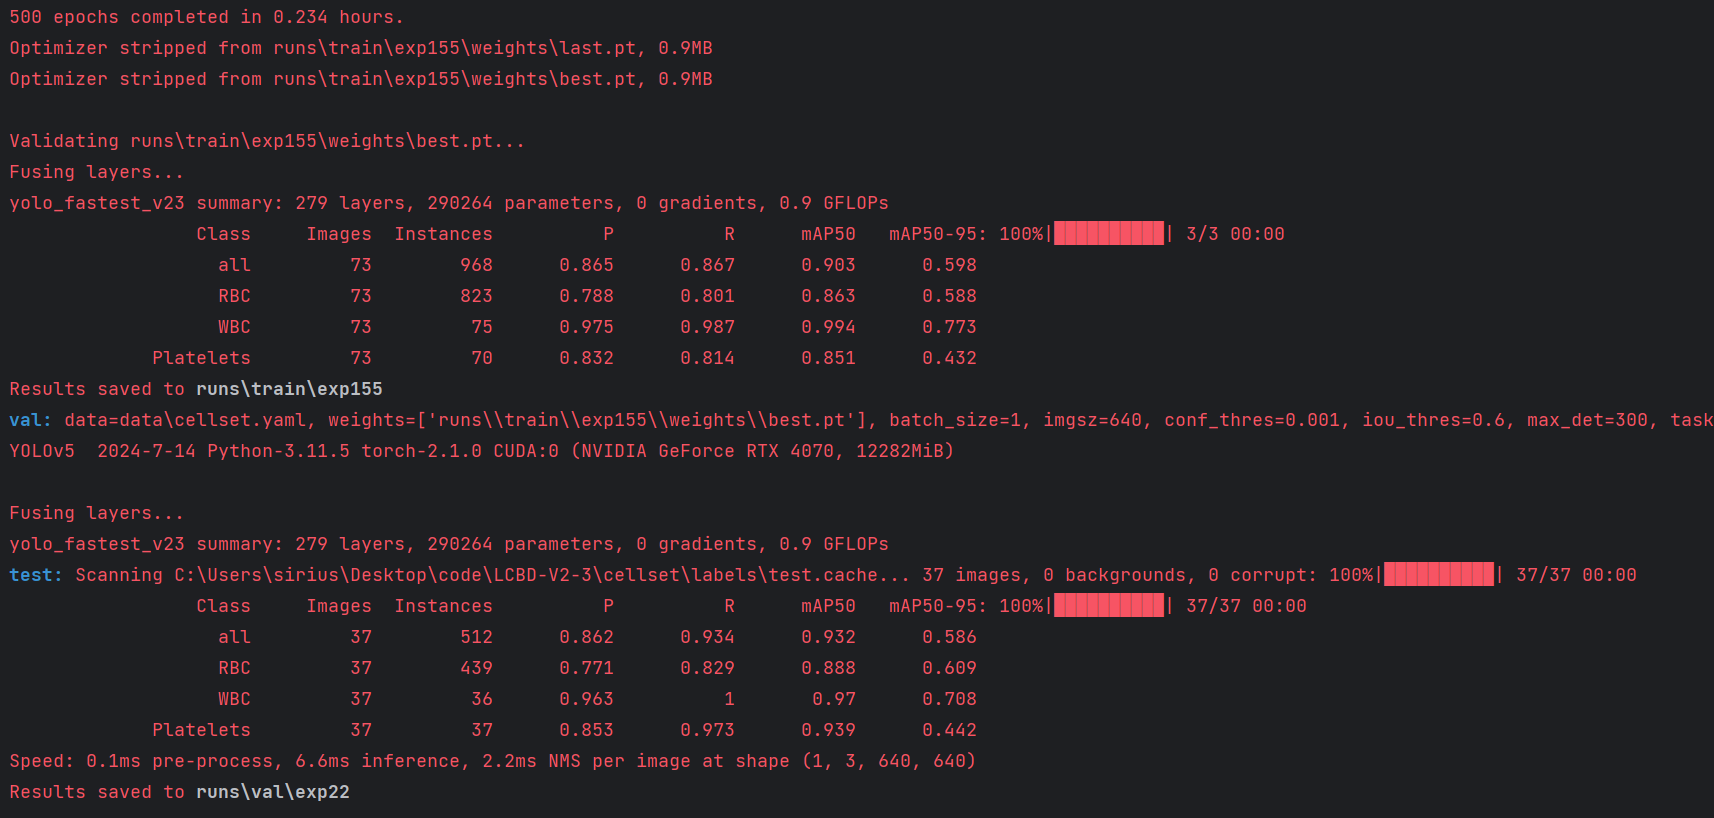 500 epochs completed in 0.234 hours.
Optimizer stripped from runs\train\exp155\weights\last.pt, 0.9MB
Optimizer stripped from runs\train\exp155\weights\best.pt, 0.9MB
Validating runs\train\exp155\weights\best.pt...
Fusing layers...
yolo_fastest_v23 summary: 279 layers, 290264 parameters, 0 gradients, 0.9 GFLOPs
Class Images Instances P R mAP50 mAP50-95: 100%|██████████| 3/3 00:00
all 73 968 0.865 0.867 0.903 0.598
RBC 73 823 0.788 0.801 0.863 0.588
WBC 73 75 0.975 0.987 0.994 0.773
Platelets 73 70 0.832 0.814 0.851 0.432
Results saved to runs\train\exp155
val: data=data\cellset.yaml, weights=['runs\\train\\exp155\\weights\\best.pt'], batch_size=1, imgsz=640, conf_thres=0.001, iou_thres=0.6, max_det=300, task
YOLOv5  2024-7-14 Python-3.11.5 torch-2.1.0 CUDA:0 (NVIDIA GeForce RTX 4070, 12282MiB)
Fusing layers...
yolo_fastest_v23 summary: 279 layers, 290264 parameters, 0 gradients, 0.9 GFLOPs
test: Scanning C:\Users\sirius\Desktop\code\LCBD-V2-3\cellset\labels\test.cache... 37 images, 0 backgrounds, 0 corrupt: 100%|██████████| 37/37 00:00
Class Images Instances P R mAP50 mAP50-95: 100%|██████████| 37/37 00:00
all 37 512 0.862 0.934 0.932 0.586
RBC 37 439 0.771 0.829 0.888 0.609
WBC 37 36 0.963 1 0.97 0.708
Platelets 37 37 0.853 0.973 0.939 0.442
Speed: 0.1ms pre-process, 6.6ms inference, 2.2ms NMS per image at shape (1, 3, 640, 640)
Results saved to runs\val\exp22